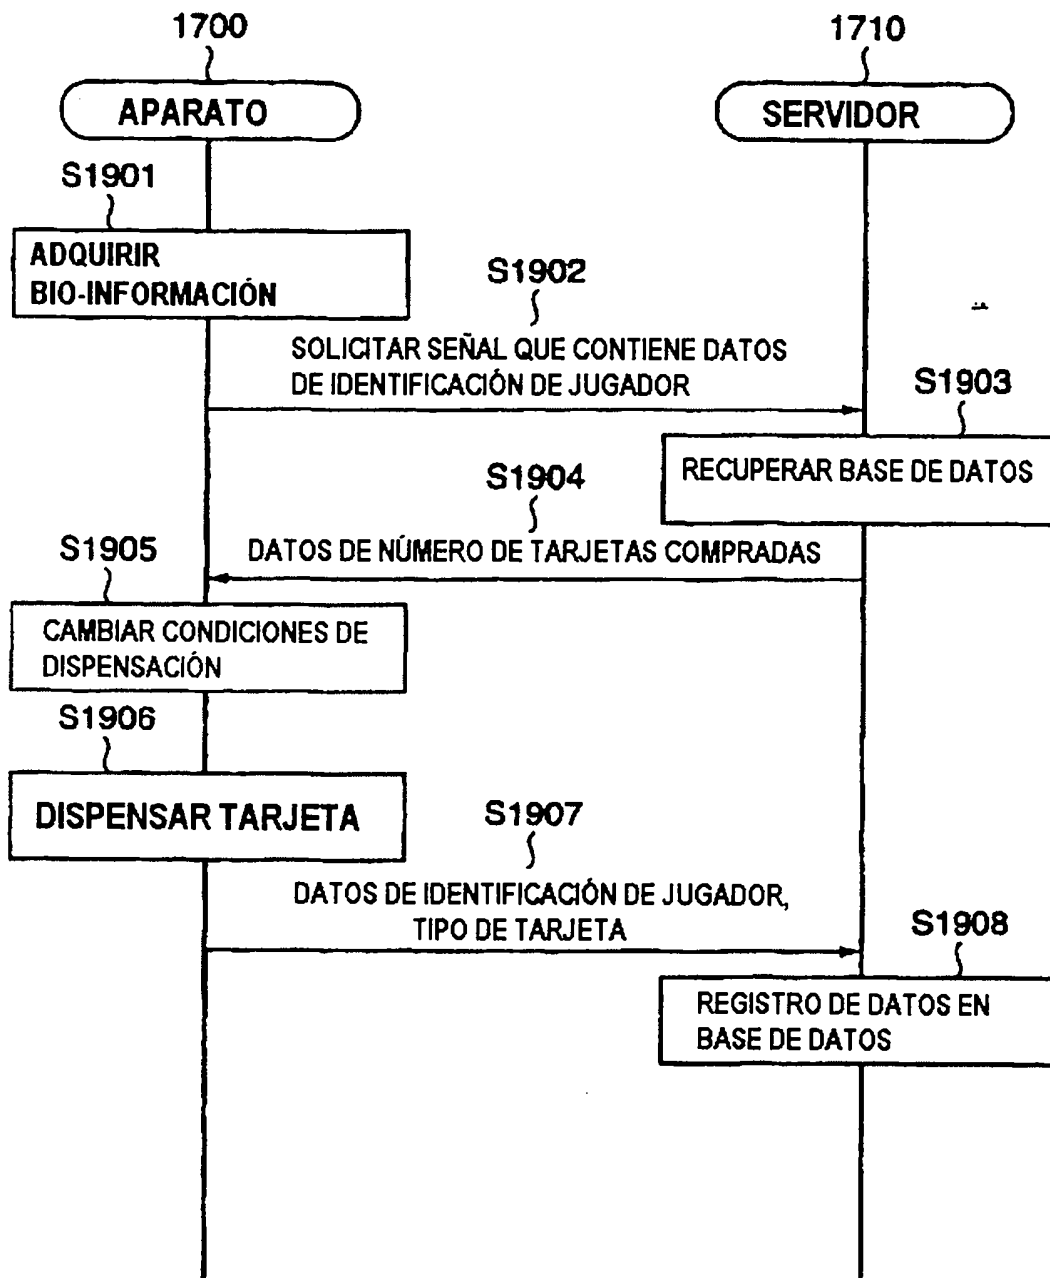 1700
1710
APARATO
SERVIDOR
S1901
ADQUIRIR
BIO-INFORMACIÓN
S1902
SOLICITAR SEÑAL QUE CONTIENE DATOS
DE IDENTIFICACIÓN DE JUGADOR
S1903
RECUPERAR BASE DE DATOS
S1904
DATOS DE NÚMERO DE TARJETAS COMPRADAS
S1905
CAMBIAR CONDICIONES DE
DISPENSACIÓN
S1906
DISPENSAR TARJETA
S1907
DATOS DE IDENTIFICACIÓN DE JUGADOR,
TIPO DE TARJETA
S1908
REGISTRO DE DATOS EN
BASE DE DATOS